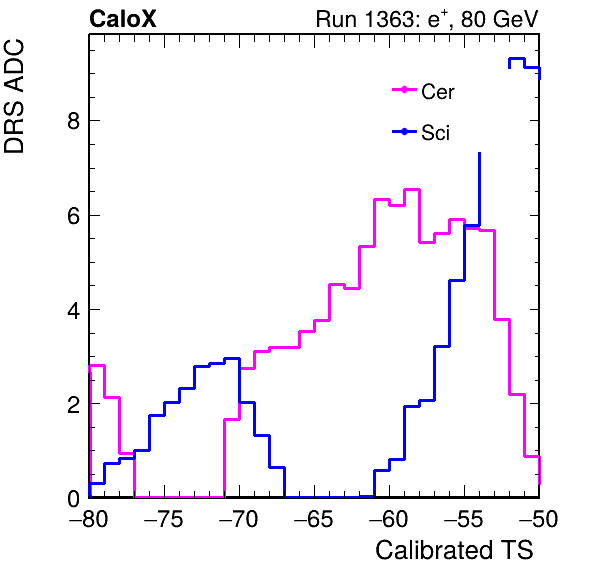 CaloX Run 1363: e⁺, 80 GeV
DRS ADC
Cer
Sci
8
6
4
2
0
−80 −75 −70 −65 −60 −55 −50
Calibrated TS